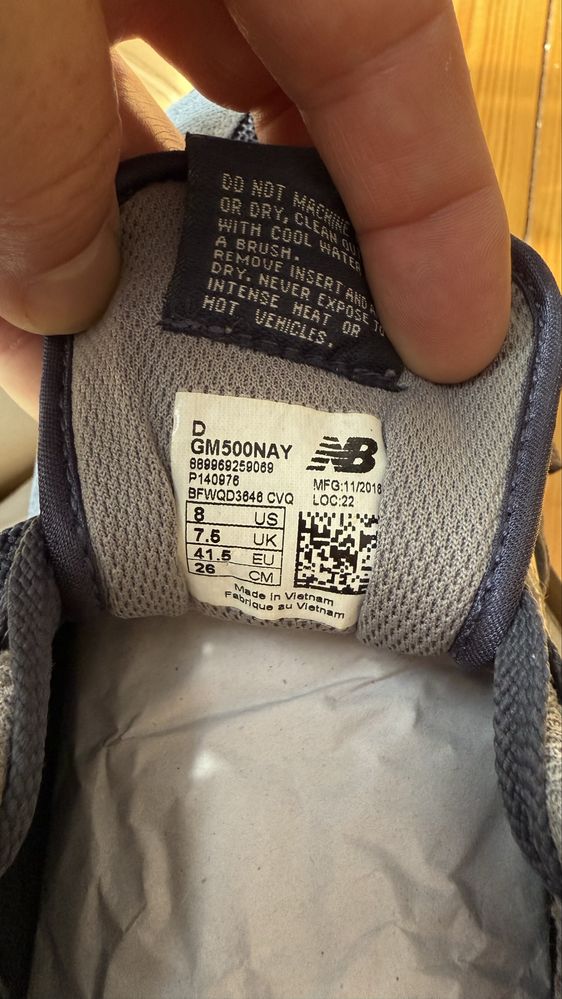 DO NOT MACHINE
OR DRY, CLEAN
WITH COOL WATER
A BRUSH.
REMOVE INSERT AND
DRY. NEVER EXPOSE TO
INTENSE HEAT OR
HOT VEHICLES.
D
GM500NAY
889969259069
P140976
BFWQD3646 CVQ
NB
MFG:11/2018
LOC:22
8 US
7.5 UK
41.5 EU
26 CM
Made in Vietnam
Fabrique au Vietnam